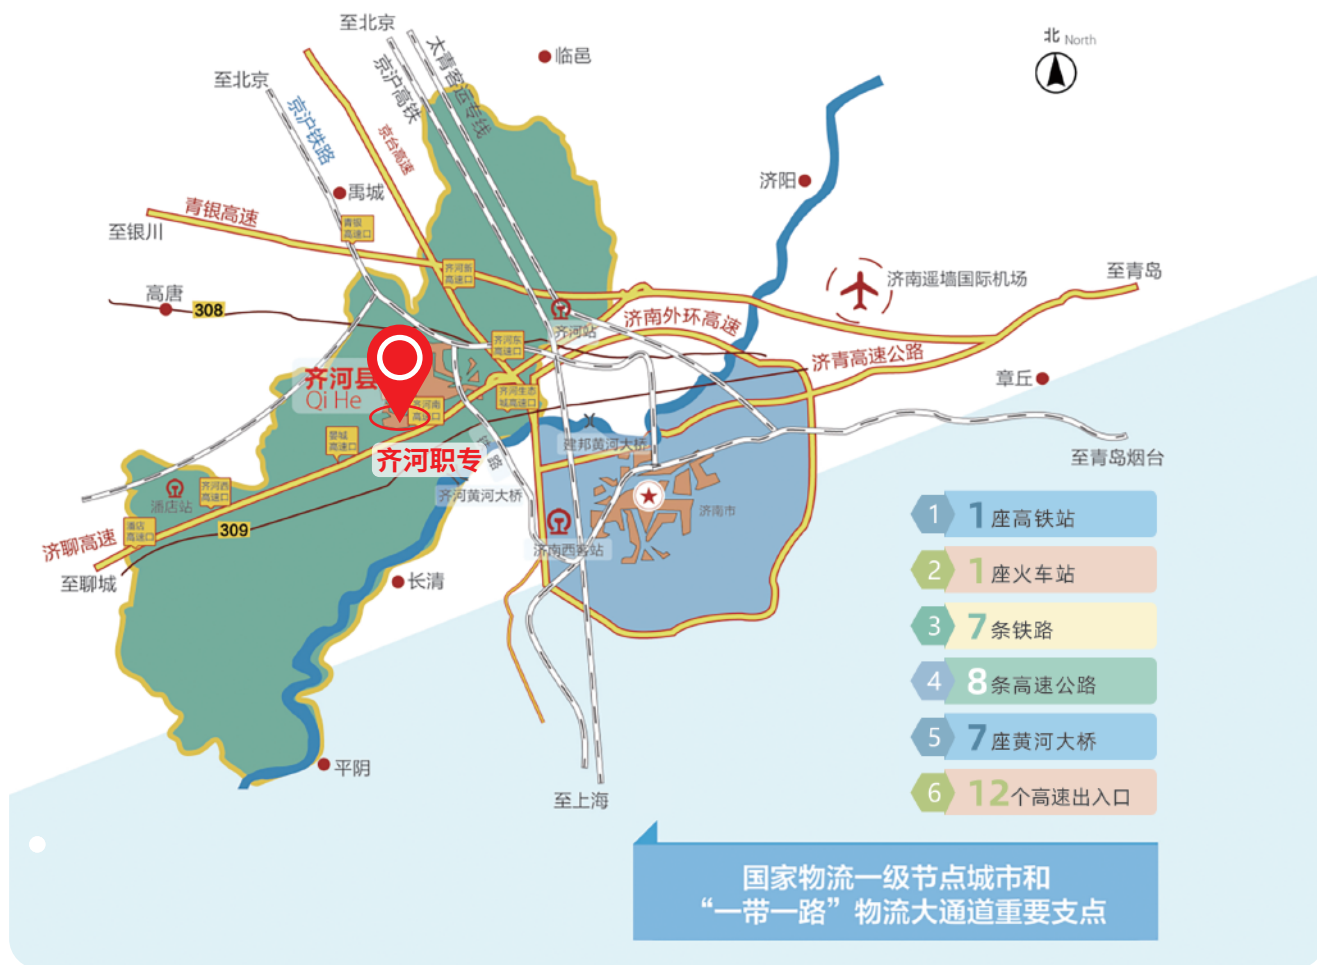 至北京
太青客运专线
京沪高铁
北 North
临邑
至北京
京沪铁路
京台高速
禹城
济阳
青银高速
至银川
青银
高速口
齐河北
高速口
济南遥墙国际机场
至青岛
高唐
308
齐河站
济南外环高速
齐河东
高速口
济青高速公路
齐河县
Qi He
齐河生态
城高速口
章丘
齐河南
高速口
晏城
高速口
建邦黄河大桥
齐河职专
至青岛烟台
潘店站
齐河西
高速口
齐河黄河大桥
济南市
潘店
高速口
309
济聊高速
济南西客站
至聊城
长清
平阴
至上海
1 1座高铁站
2 1座火车站
3 7条铁路
4 8条高速公路
5 7座黄河大桥
6 12个高速出入口
国家物流一级节点城市和
“一带一路”物流大通道重要支点